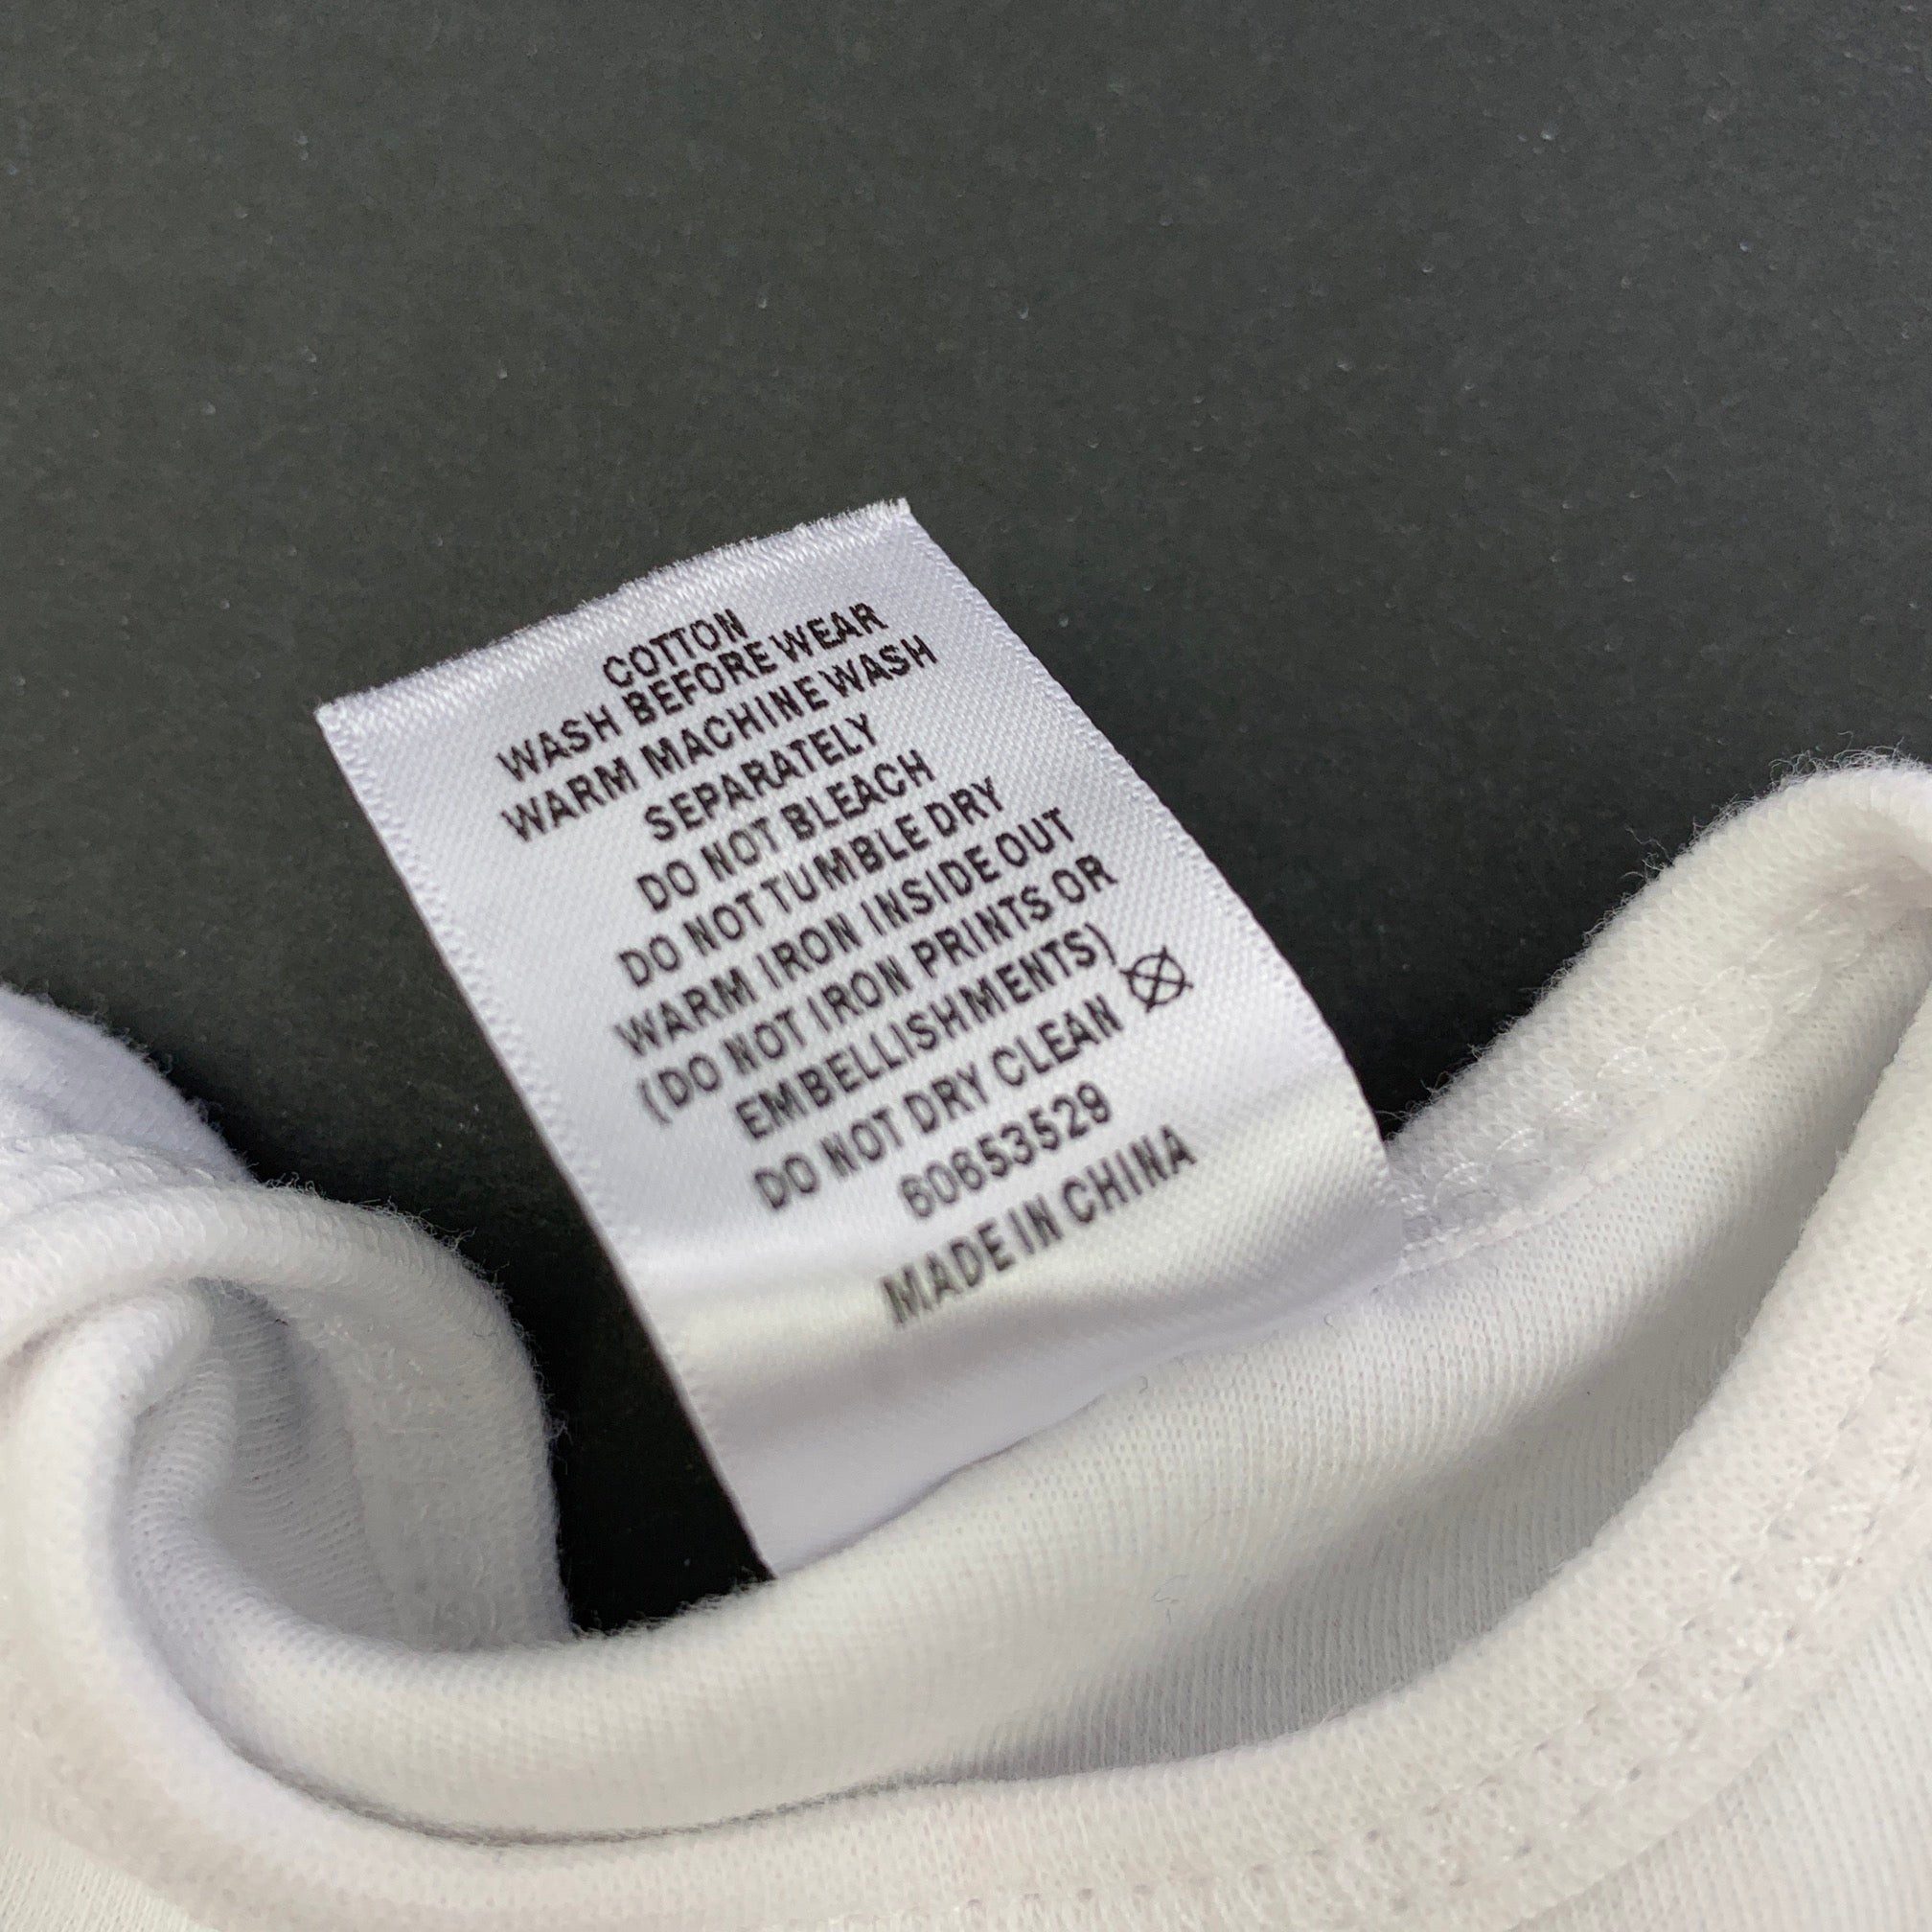 COTTON
WASH BEFORE WEAR
WARM MACHINE WASH
SEPARATELY
DO NOT BLEACH
DO NOT TUMBLE DRY
WARM IRON INSIDE OUT
(DO NOT IRON PRINTS OR
EMBELLISHMENTS)
DO NOT DRY CLEAN
60653529
MADE IN CHINA